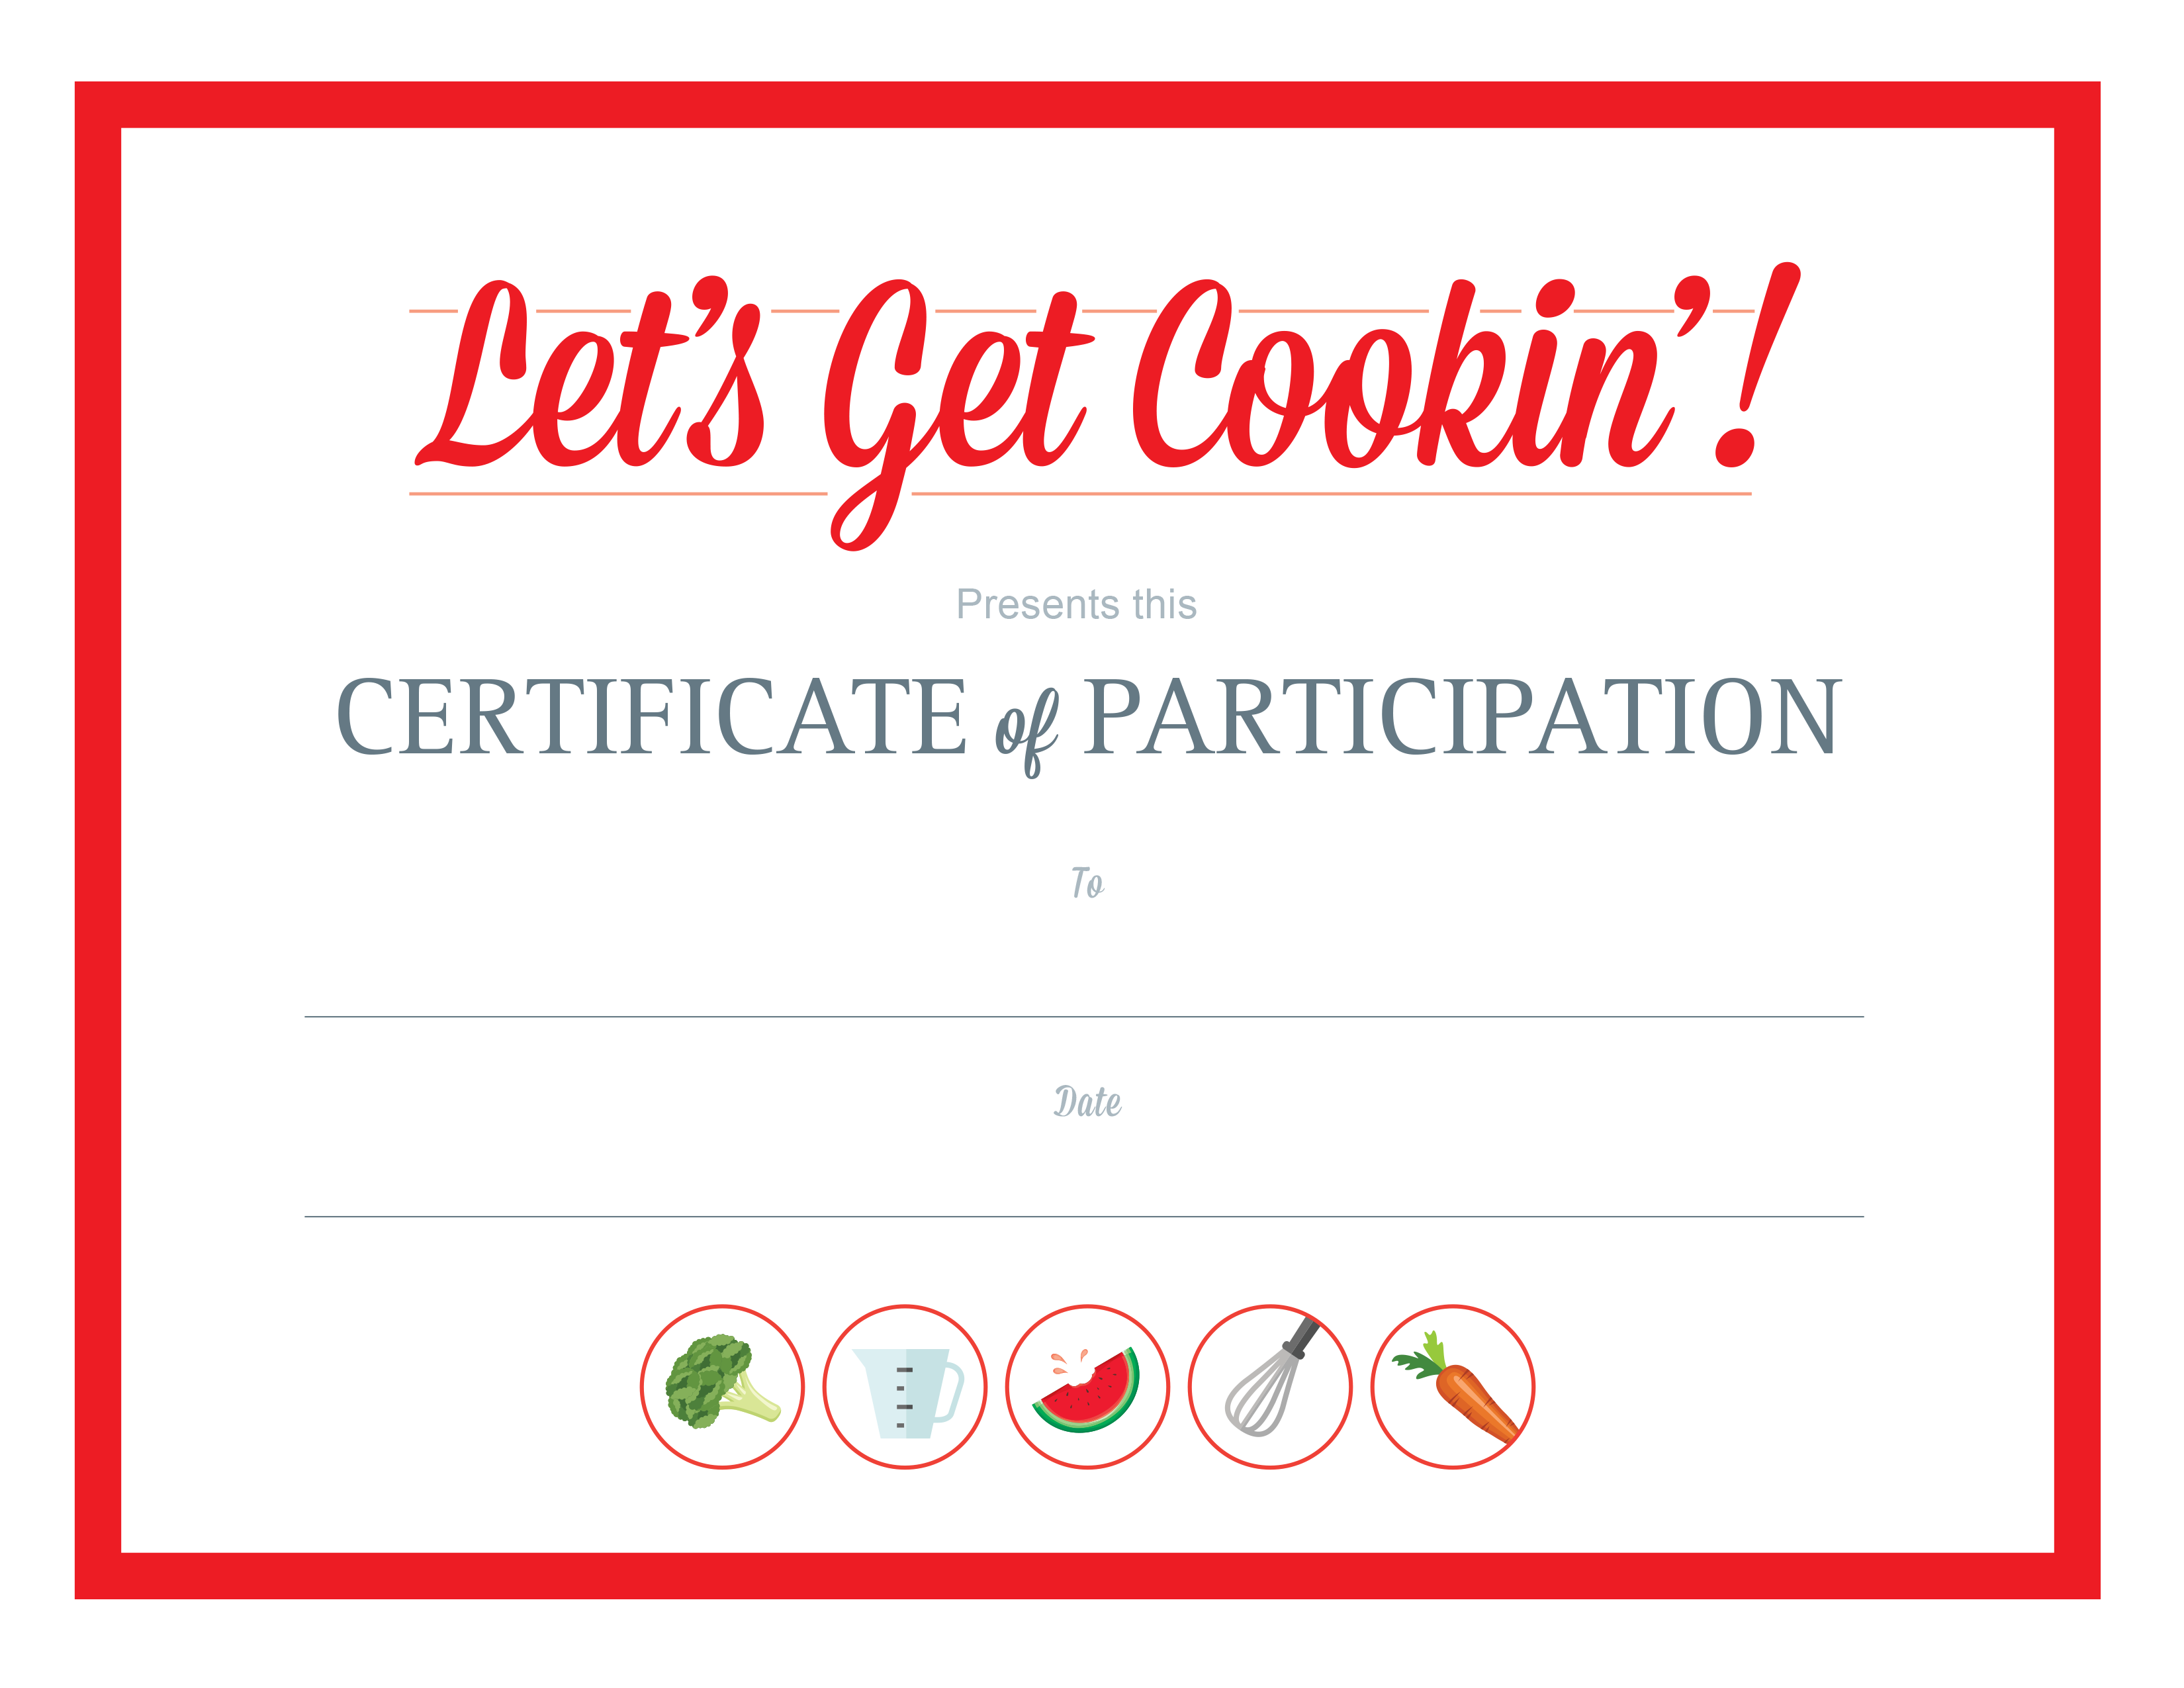 Let's Get Cookin'!
Presents this
CERTIFICATE of PARTICIPATION
To
Date